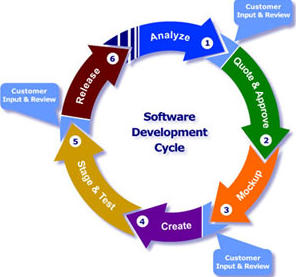 Customer
Input & Review
Analyze
1
Quote & Approve
2
Mockup
3
Customer
Input & Review
Create
4
Stage & Test
5
Customer
Input & Review
Release
6
Software
Development
Cycle